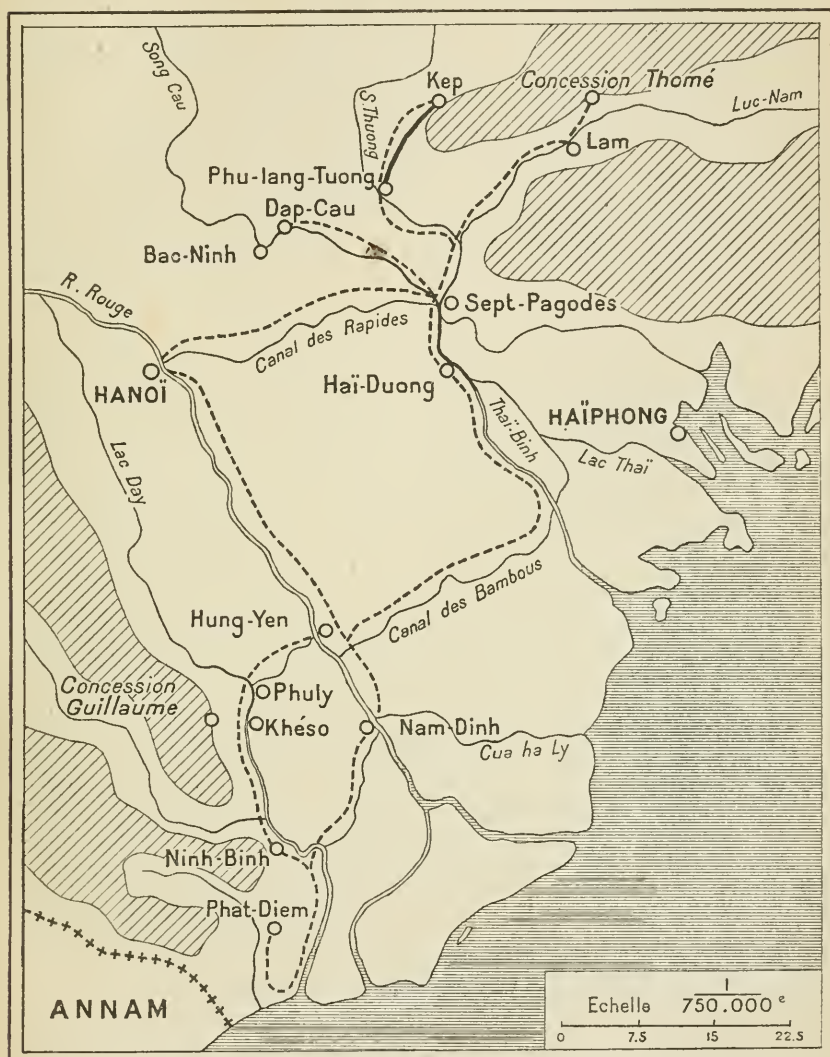 Song Cau
S. Thuong
Kep
Concession Thomé
Luc-Nam
Lam
Phu-lang-Tuong
Dap-Cau
Bac-Ninh
R. Rouge
Sept-Pagodes
Canal des Rapides
HANOÏ
Haï-Duong
Thaï-Binh
HAÏPHONG
Lac Thaï
Lac Day
Canal des Bambous
Hung-Yen
Concession
Guillaume
Phuly
Khéso
Nam-Dinh
Cua ha Ly
Ninh-Binh
Phat-Diem
ANNAM
Echelle 1/750.000e
0 7.5 15 22.5